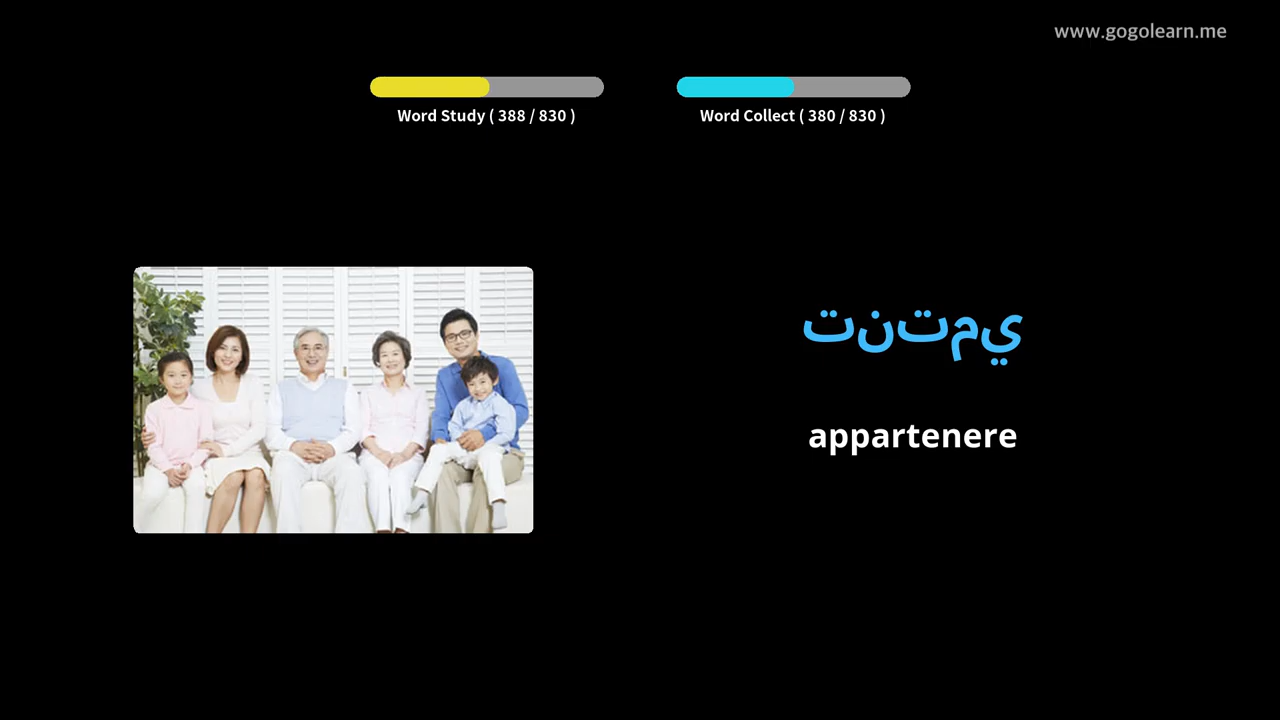 www.gogolearn.me
Word Study ( 388 / 830 )
Word Collect ( 380 / 830 )
تنتمي
appartenere